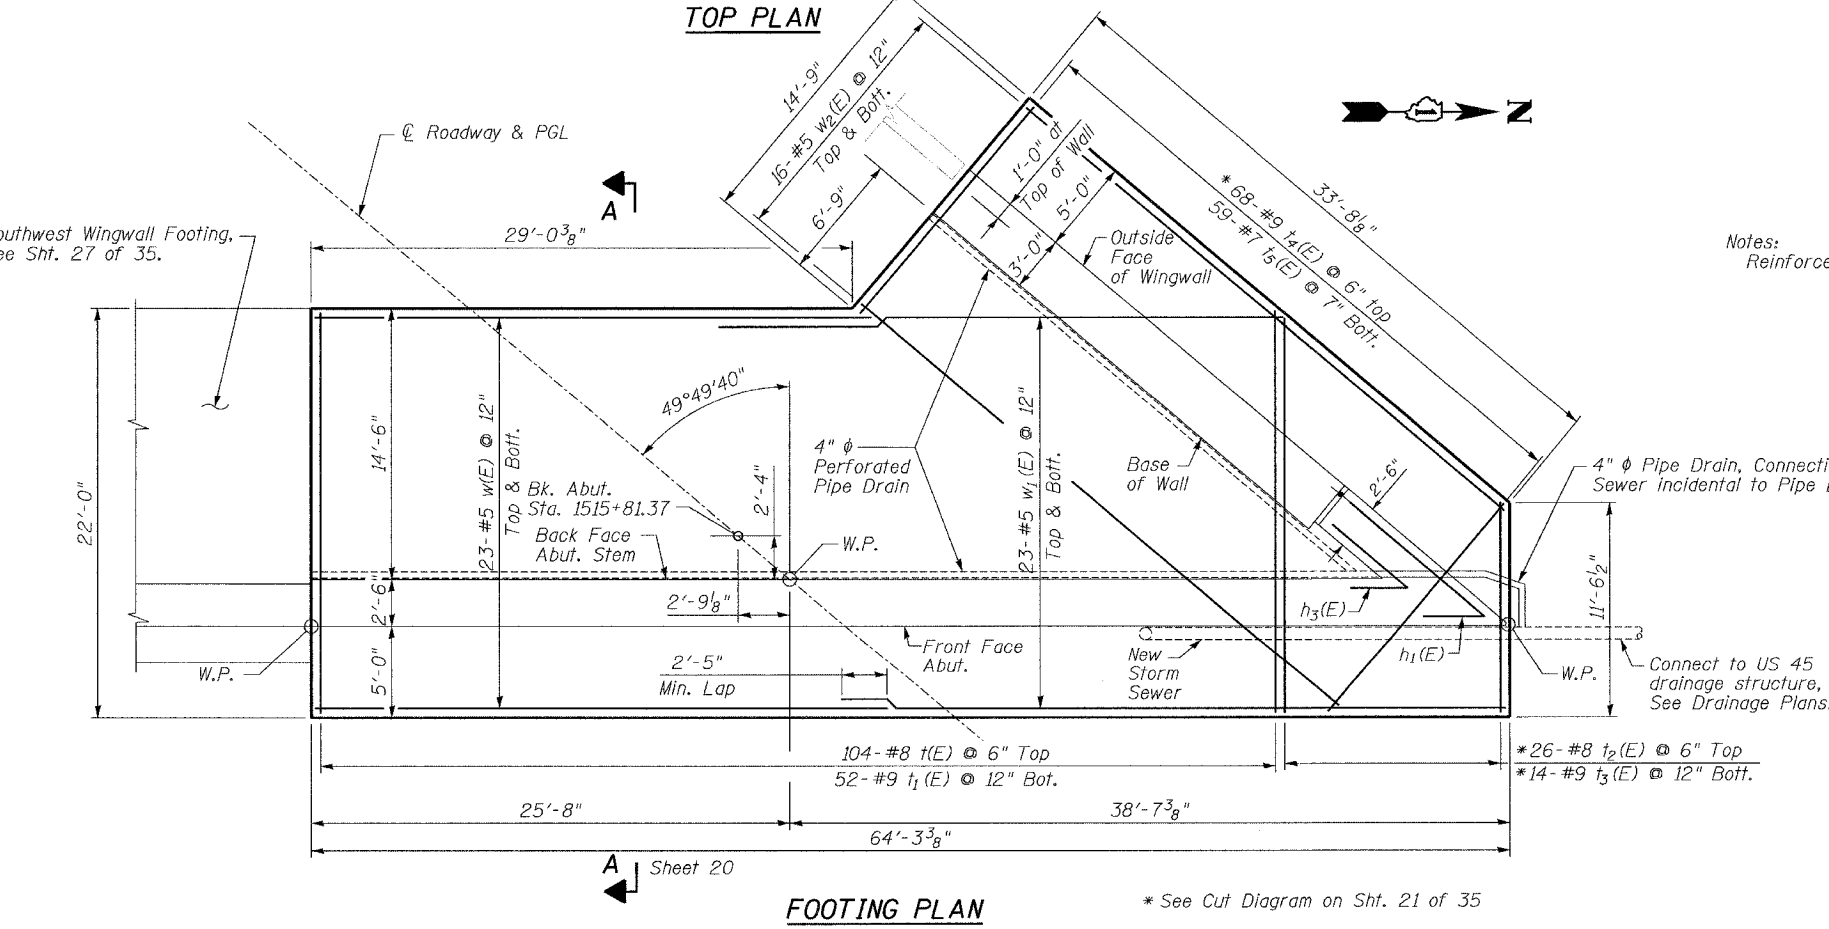 TOP PLAN
℄ Roadway & PGL
A
14'-9"
16-#5 w2(E) @ 12"
Top & Bott.
6'-9"
1'-0" at
Top of Wall
5'-0"
3'-0"
Outside
Face
of Wingwall
33'-8⅛"
*68-#9 t4(E) @ 6" top
59-#7 t5(E) @ 7" Bott.
N
Notes:
Reinforce
outhwest Wingwall Footing,
ee Sht. 27 of 35.
29'-0⅜"
22'-0"
14'-6"
2'-6"
5'-0"
23-#5 w(E) @ 12"
Top & Bott.
49°49'40"
Bk. Abut.
Sta. 1515+81.37
Back Face
Abut. Stem
2'-4"
2'-9⅛"
W.P.
4" ϕ
Perforated
Pipe Drain
23-#5 w1(E) @ 12"
Top & Bott.
Base
of Wall
2'-6"
4" ϕ Pipe Drain, Connecti
Sewer incidental to Pipe
11'-6½"
h3(E)
h1(E)
W.P.
2'-5"
Min. Lap
Front Face
Abut.
New
Storm
Sewer
W.P.
Connect to US 45
drainage structure,
See Drainage Plans.
104-#8 t(E) @ 6" Top
52-#9 t1(E) @ 12" Bot.
*26-#8 t2(E) @ 6" Top
*14-#9 t3(E) @ 12" Bott.
25'-8"
38'-7⅜"
64'-3⅜"
A
Sheet 20
FOOTING PLAN
* See Cut Diagram on Sht. 21 of 35